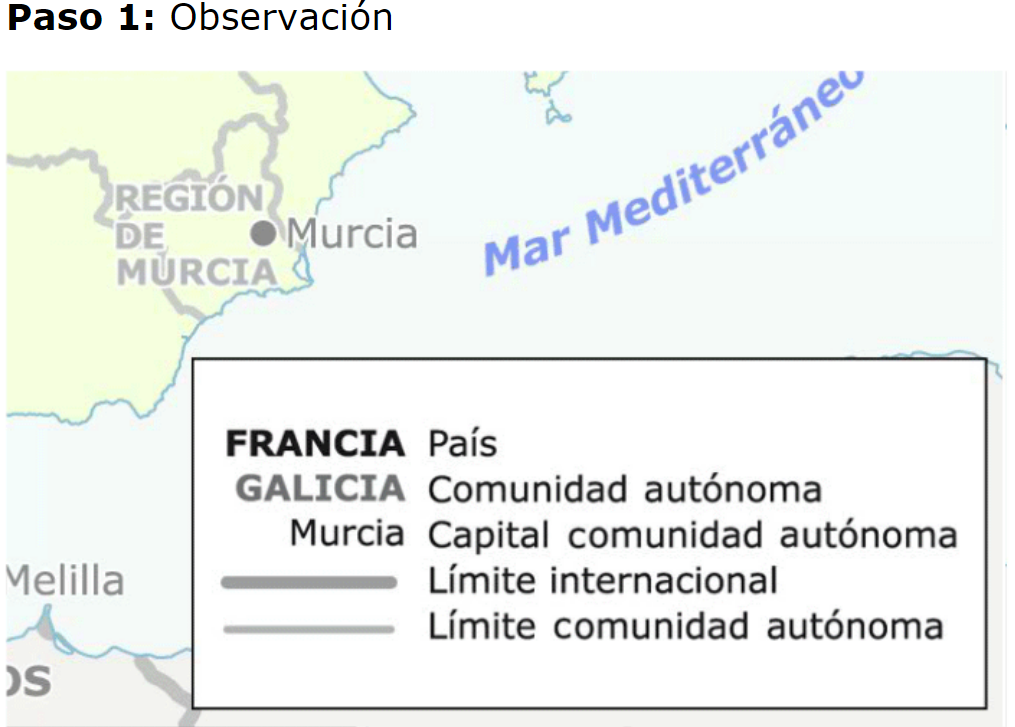 Paso 1: Observación
Mar Mediterráneo
REGIÓN
DE
MURCIA
Murcia
FRANCIA País
GALICIA Comunidad autónoma
Murcia Capital comunidad autónoma
Límite internacional
Límite comunidad autónoma
Melilla
OS